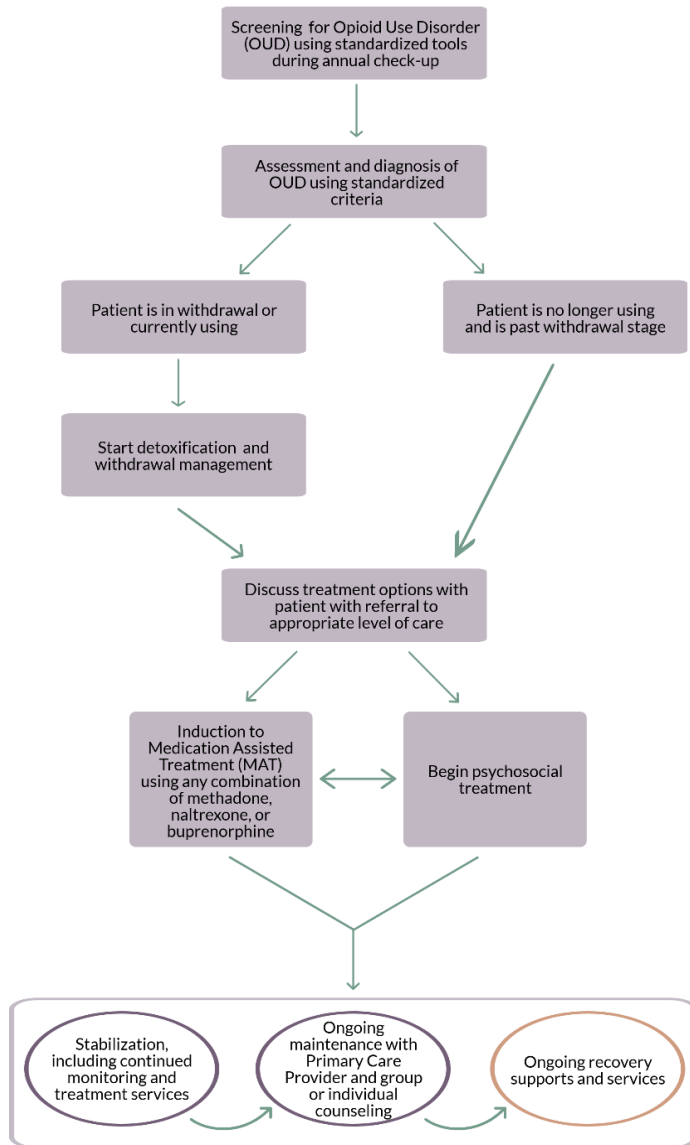 Screening for Opioid Use Disorder
(OUD) using standardized tools
during annual check-up
Assessment and diagnosis of
OUD using standardized
criteria
Patient is in withdrawal or
currently using
Patient is no longer using
and is past withdrawal stage
Start detoxification and
withdrawal management
Discuss treatment options with
patient with referral to
appropriate level of care
Induction to
Medication Assisted
Treatment (MAT)
using any combination
of methadone,
naltrexone, or
buprenorphine
Begin psychosocial
treatment
Stabilization,
including continued
monitoring and
treatment services
Ongoing
maintenance with
Primary Care
Provider and group
or individual
counseling
Ongoing recovery
supports and services